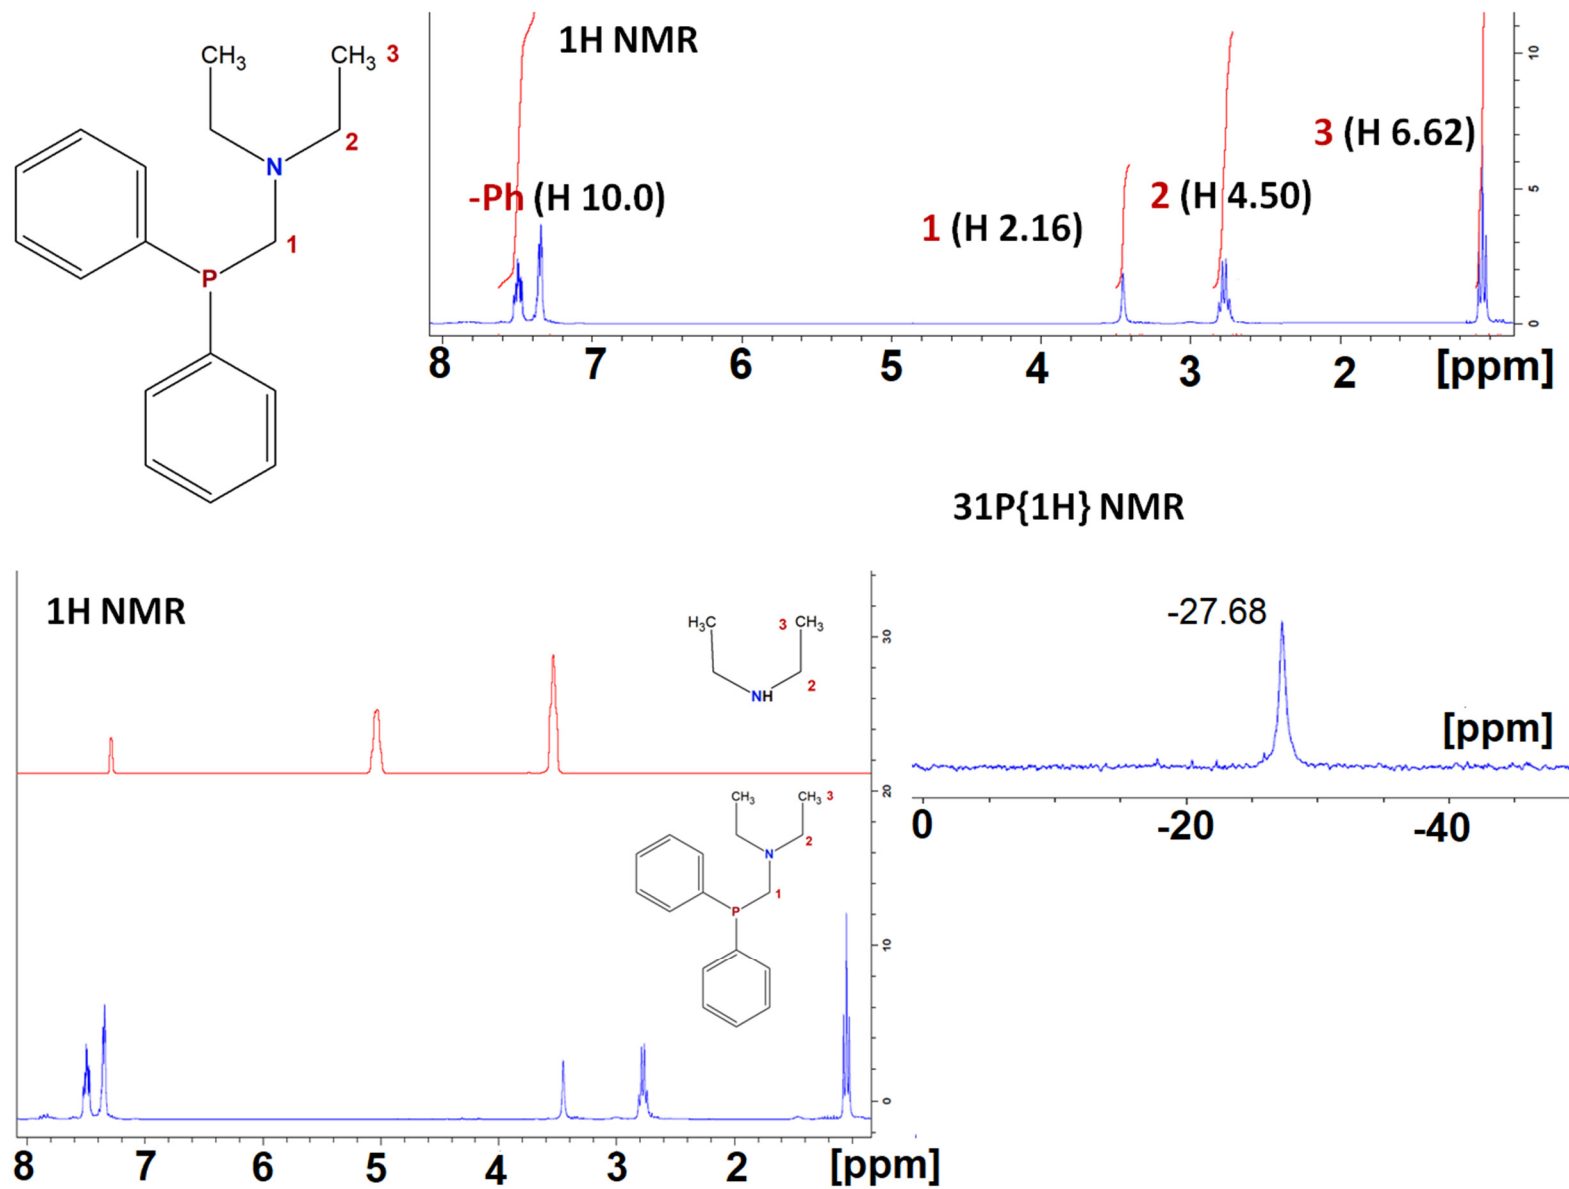 1H NMR
CH3
CH3 3
2
N
1
P
-Ph (H 10.0)
1 (H 2.16)
2 (H 4.50)
3 (H 6.62)
10
5
0
8 7 6 5 4 3 2 [ppm]
31P{1H} NMR
-27.68
[ppm]
0 -20 -40
1H NMR
H3C 3 CH3
2
NH
CH3 CH3 3
2
N
1
P
30
20
10
0
8 7 6 5 4 3 2 [ppm]